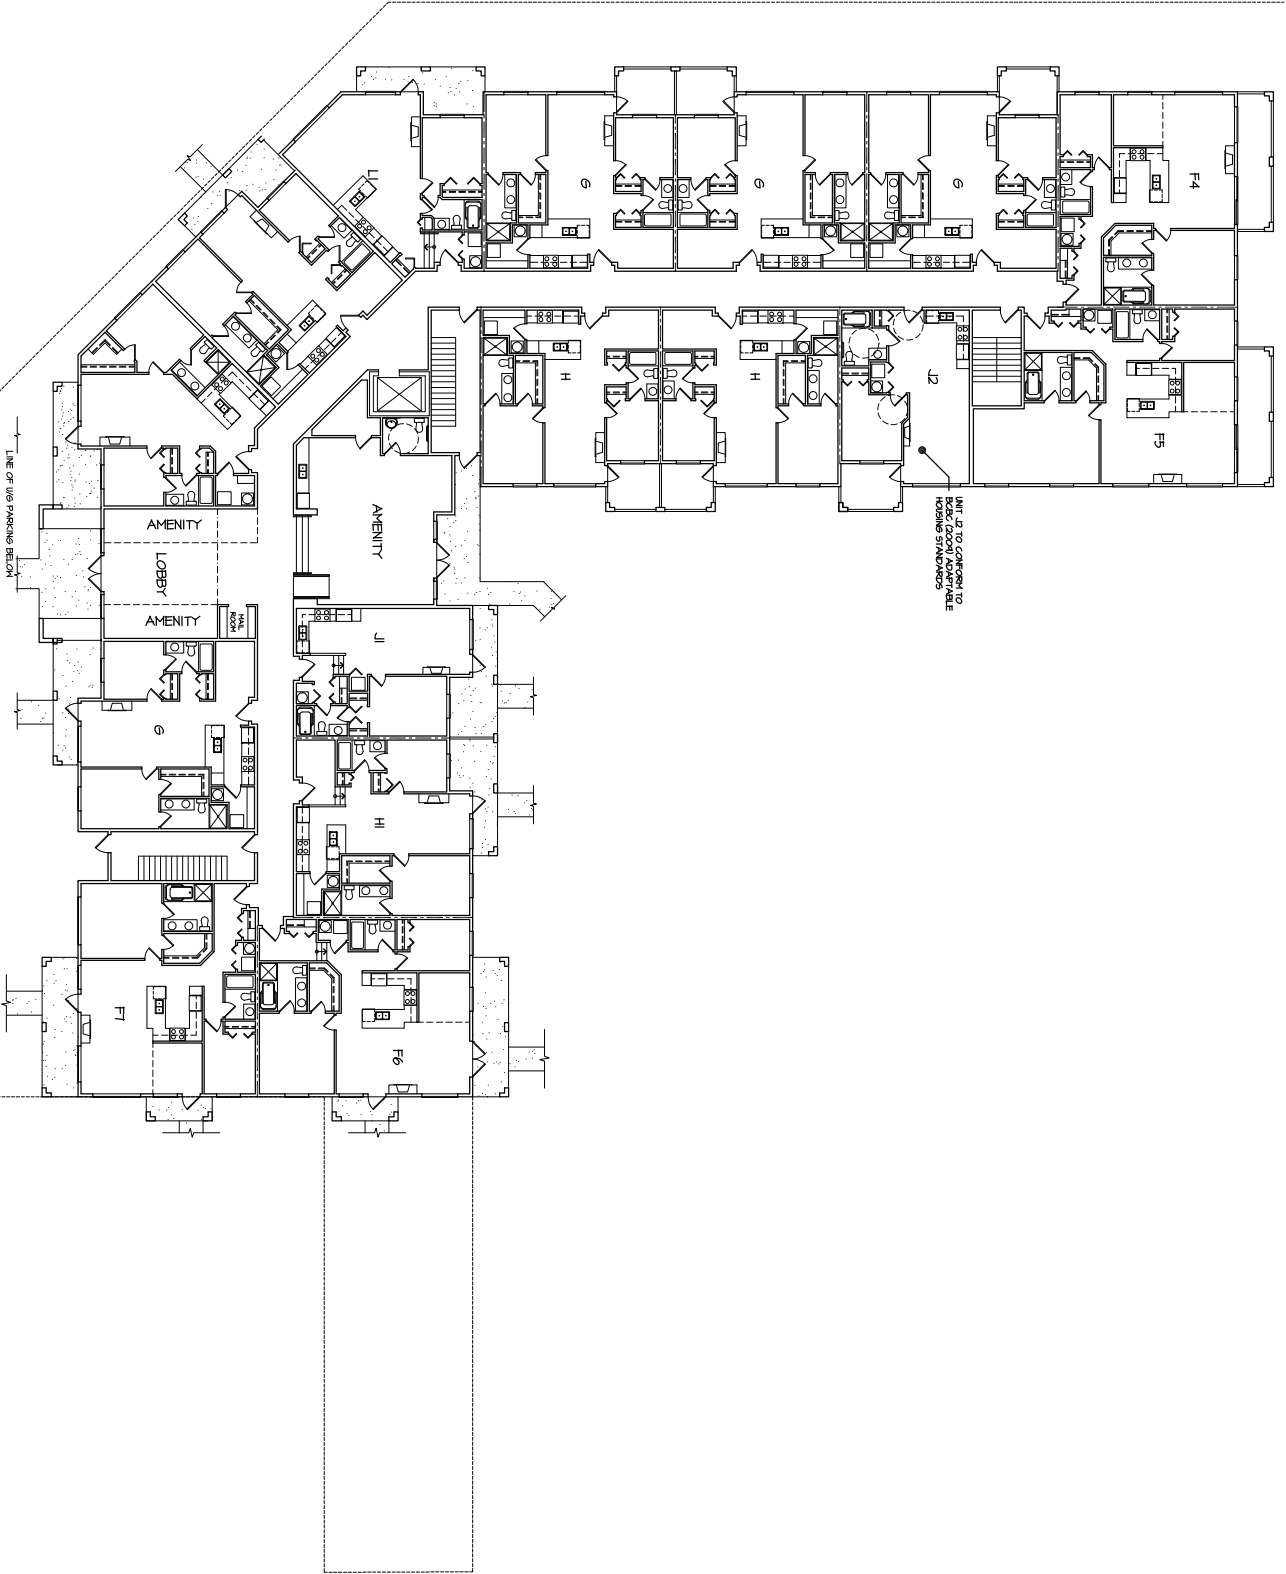 L1
G
G
G
F4
H
H
J2
F5
UNIT J2 TO CONFORM TO
BCBC (2009) ADAPTABLE
HOUSING STANDARDS
LINE OF U/G PARKING BELOW
AMENITY
LOBBY
AMENITY
MAIL
ROOM
AMENITY
J1
G
H1
F7
F6